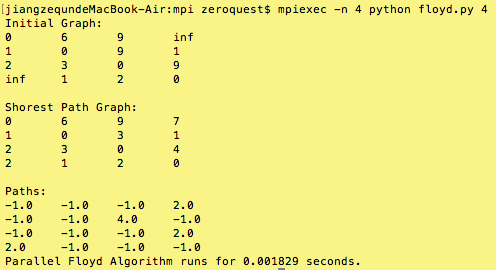 [jiangzequndeMacBook-Air:mpi zeroquest$ mpiexec -n 4 python floyd.py 4
Initial Graph:
0 6 9 inf
1 0 9 1
2 3 0 9
inf 1 2 0
Shorest Path Graph:
0 6 9 7
1 0 3 1
2 3 0 4
2 1 2 0
Paths:
-1.0 -1.0 -1.0 2.0
-1.0 -1.0 4.0 -1.0
-1.0 -1.0 -1.0 2.0
2.0 -1.0 -1.0 -1.0
Parallel Floyd Algorithm runs for 0.001829 seconds.